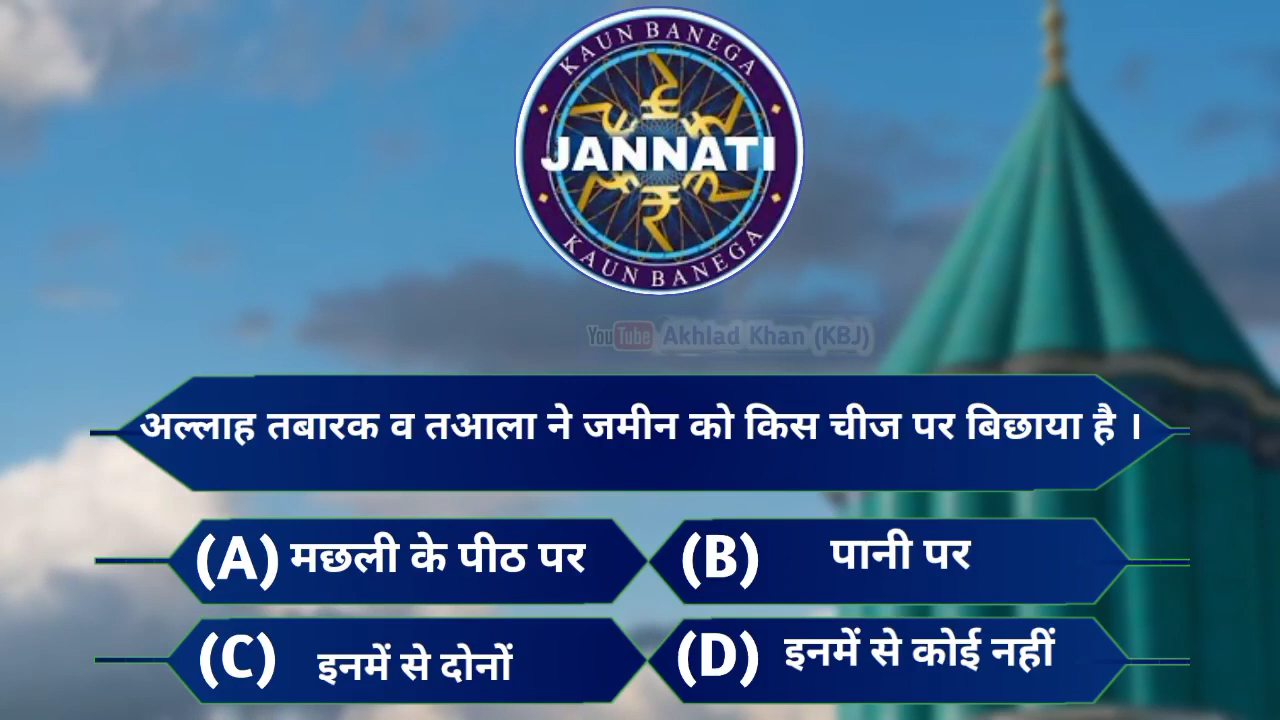 KAUN BANEGA
JANNATI
KAUN BANEGA
YouTube Akhlad Khan (KBJ)
अल्लाह तबारक व तआला ने जमीन को किस चीज पर बिछाया है ।
(A) मछली के पीठ पर
(B) पानी पर
(C) इनमें से दोनों
(D) इनमें से कोई नहीं